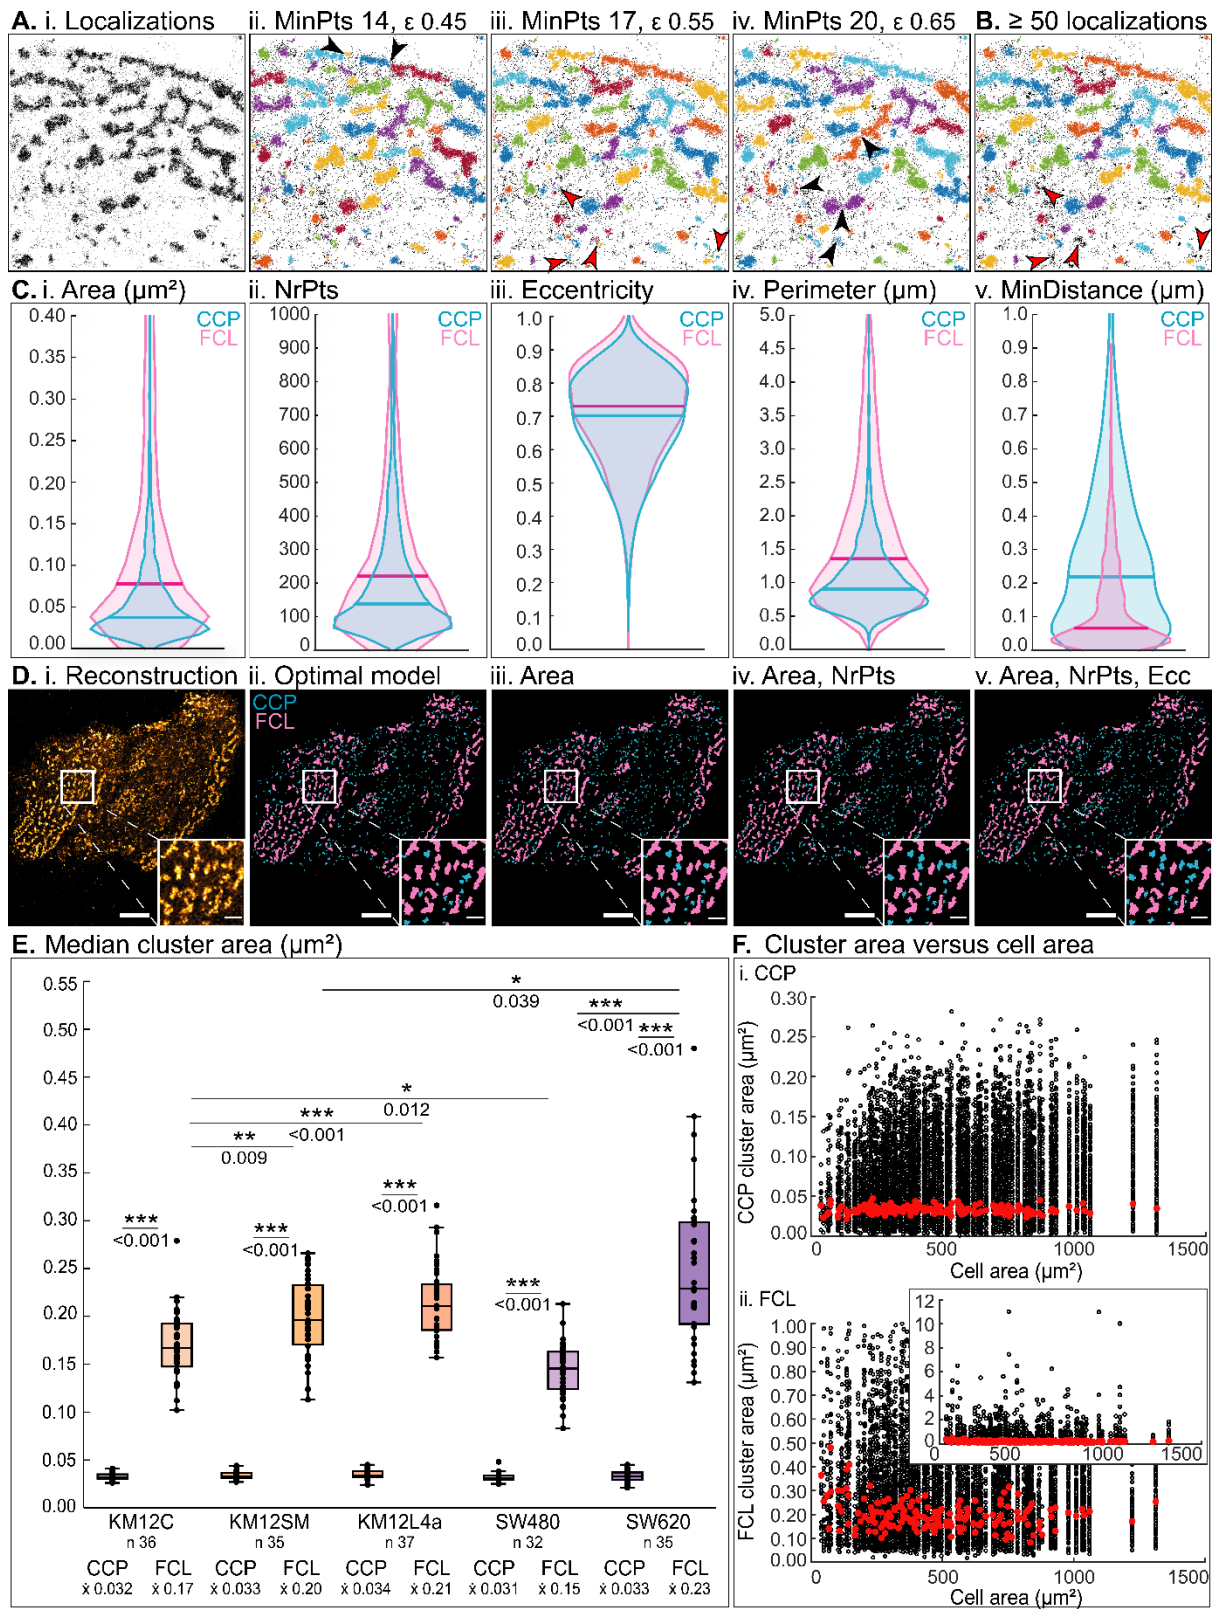 A. i. Localizations
ii. MinPts 14, ε 0.45
iii. MinPts 17, ε 0.55
iv. MinPts 20, ε 0.65
B. ≥ 50 localizations
C. i. Area (µm²)
CCP
FCL
0.40
0.35
0.30
0.25
0.20
0.15
0.10
0.05
0.00
ii. NrPts
CCP
FCL
1000
900
800
700
600
500
400
300
200
100
0
iii. Eccentricity
CCP
FCL
1.0
0.9
0.8
0.7
0.6
0.5
0.4
0.3
0.2
0.1
0.0
iv. Perimeter (µm)
CCP
FCL
5.0
4.5
4.0
3.5
3.0
2.5
2.0
1.5
1.0
0.5
0.0
v. MinDistance (µm)
CCP
FCL
1.0
0.9
0.8
0.7
0.6
0.5
0.4
0.3
0.2
0.1
0.0
D. i. Reconstruction
ii. Optimal model
CCP
FCL
iii. Area
iv. Area, NrPts
v. Area, NrPts, Ecc
E. Median cluster area (µm²)
0.55
0.50
0.45
0.40
0.35
0.30
0.25
0.20
0.15
0.10
0.05
0.00
*
0.039
***
<0.001
***
<0.001
*
0.012
***
<0.001
**
0.009
***
<0.001
***
<0.001
***
<0.001
***
<0.001
KM12C KM12SM KM12L4a SW480 SW620
n 36 n 35 n 37 n 32 n 35
CCP FCL CCP FCL CCP FCL CCP FCL CCP FCL
ẋ 0.032 ẋ 0.17 ẋ 0.033 ẋ 0.20 ẋ 0.034 ẋ 0.21 ẋ 0.031 ẋ 0.15 ẋ 0.033 ẋ 0.23
F. Cluster area versus cell area
i. CCP
CCP cluster area (µm²)
0.30
0.25
0.20
0.15
0.10
0.05
0.00
0 500 1000 1500
Cell area (µm²)
ii. FCL
FCL cluster area (µm²)
1.00
0.90
0.80
0.70
0.60
0.50
0.40
0.30
0.20
0.10
0.00
0 500 1000 1500
Cell area (µm²)
12
10
8
6
4
2
0
0 500 1000 1500